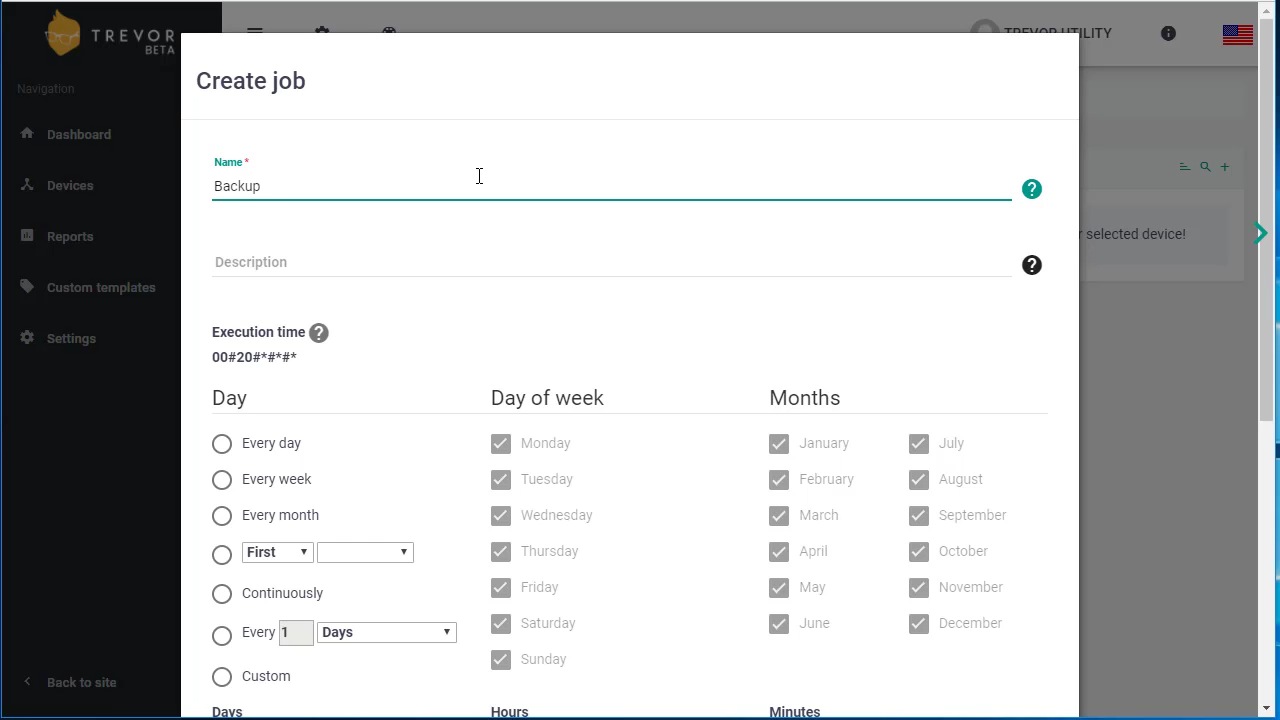 TREVOR
BETA
TREVOR UTILITY
Navigation
Dashboard
Devices
Reports
Custom templates
Settings
Back to site
r selected device!
Create job
Name *
Backup
Description
Execution time
00#20#*#*#*
Day
Day of week
Months
Every day
Monday
January
July
Every week
Tuesday
February
August
Every month
Wednesday
March
September
First
Thursday
April
October
Continuously
Friday
May
November
Every 1 Days
Saturday
June
December
Sunday
Custom
Days
Hours
Minutes